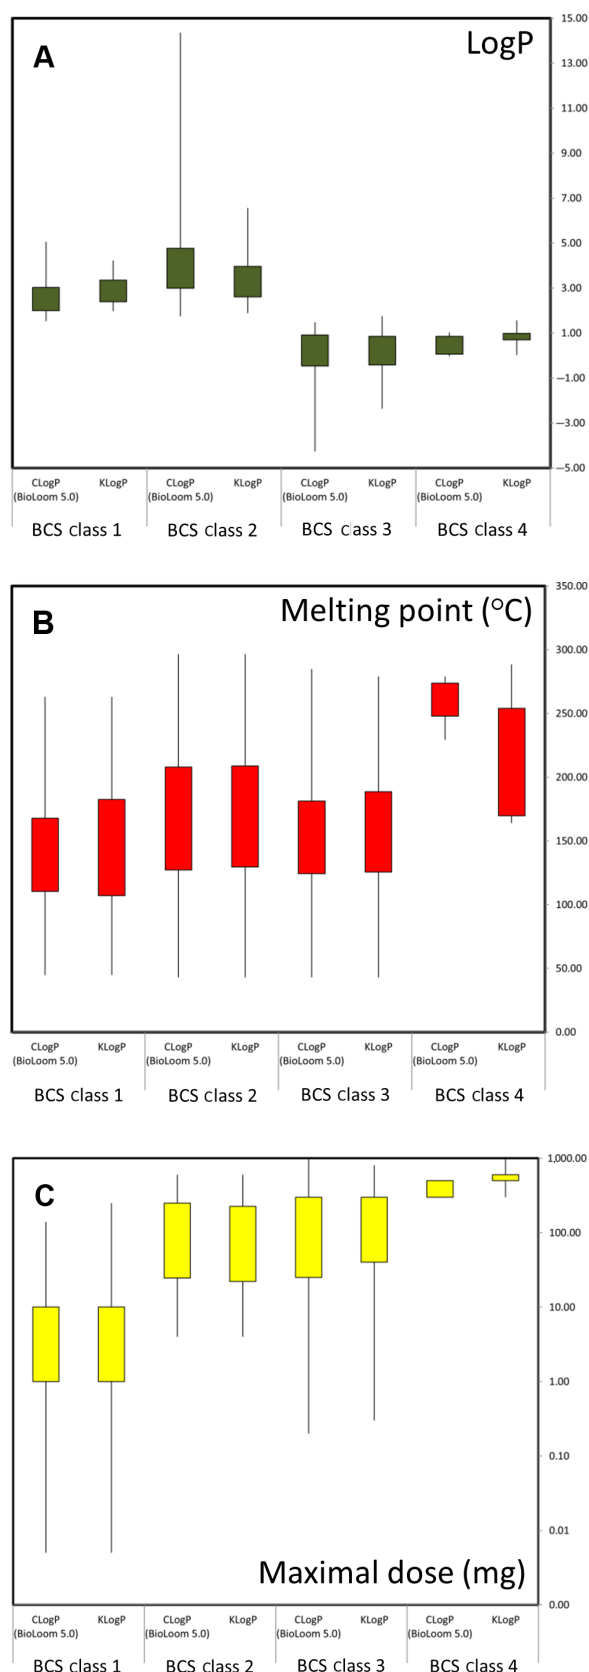 A
LogP
15.00
13.00
11.00
9.00
7.00
5.00
3.00
1.00
−1.00
−3.00
−5.00
CLogP KLogP CLogP KLogP CLogP KLogP CLogP KLogP
(BioLoom 5.0) (BioLoom 5.0) (BioLoom 5.0) (BioLoom 5.0)
BCS class 1 BCS class 2 BCS class 3 BCS class 4
B
Melting point (°C)
350.00
300.00
250.00
200.00
150.00
100.00
50.00
0.00
CLogP KLogP CLogP KLogP CLogP KLogP CLogP KLogP
(BioLoom 5.0) (BioLoom 5.0) (BioLoom 5.0) (BioLoom 5.0)
BCS class 1 BCS class 2 BCS class 3 BCS class 4
C
1,000.00
100.00
10.00
1.00
0.10
0.01
0.00
Maximal dose (mg)
CLogP KLogP CLogP KLogP CLogP KLogP CLogP KLogP
(BioLoom 5.0) (BioLoom 5.0) (BioLoom 5.0) (BioLoom 5.0)
BCS class 1 BCS class 2 BCS class 3 BCS class 4